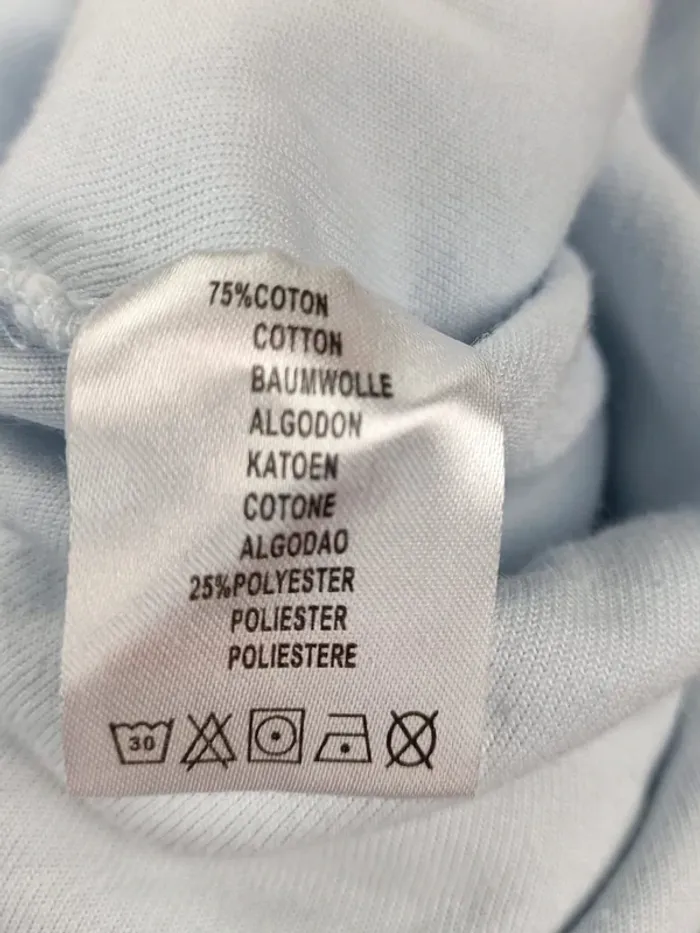 75%COTON
COTTON
BAUMWOLLE
ALGODON
KATOEN
COTONE
ALGODAO
25%POLYESTER
POLIESTER
POLIESTERE
30